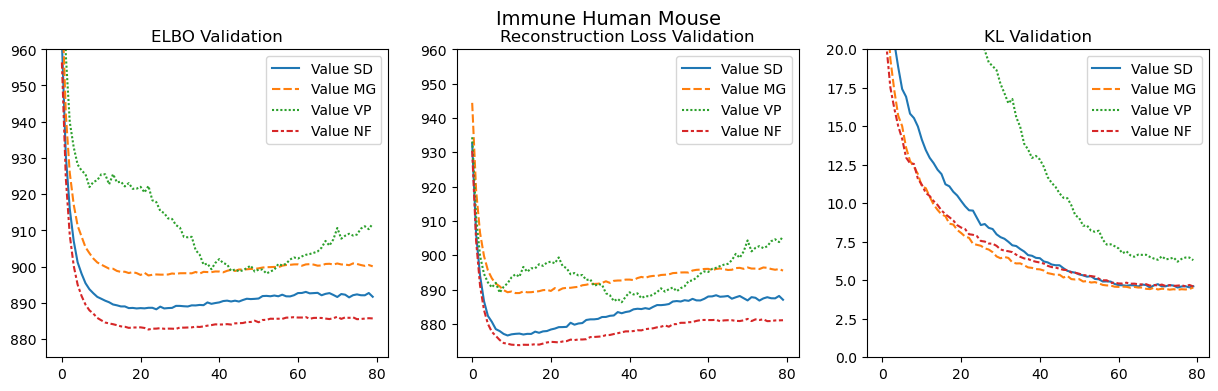 Immune Human Mouse
ELBO Validation
960
950
940
930
920
910
900
890
880
0
20
40
60
80
Value SD
Value MG
Value VP
Value NF
Reconstruction Loss Validation
960
950
940
930
920
910
900
890
880
0
20
40
60
80
Value SD
Value MG
Value VP
Value NF
KL Validation
20.0
17.5
15.0
12.5
10.0
7.5
5.0
2.5
0.0
0
20
40
60
80
Value SD
Value MG
Value VP
Value NF